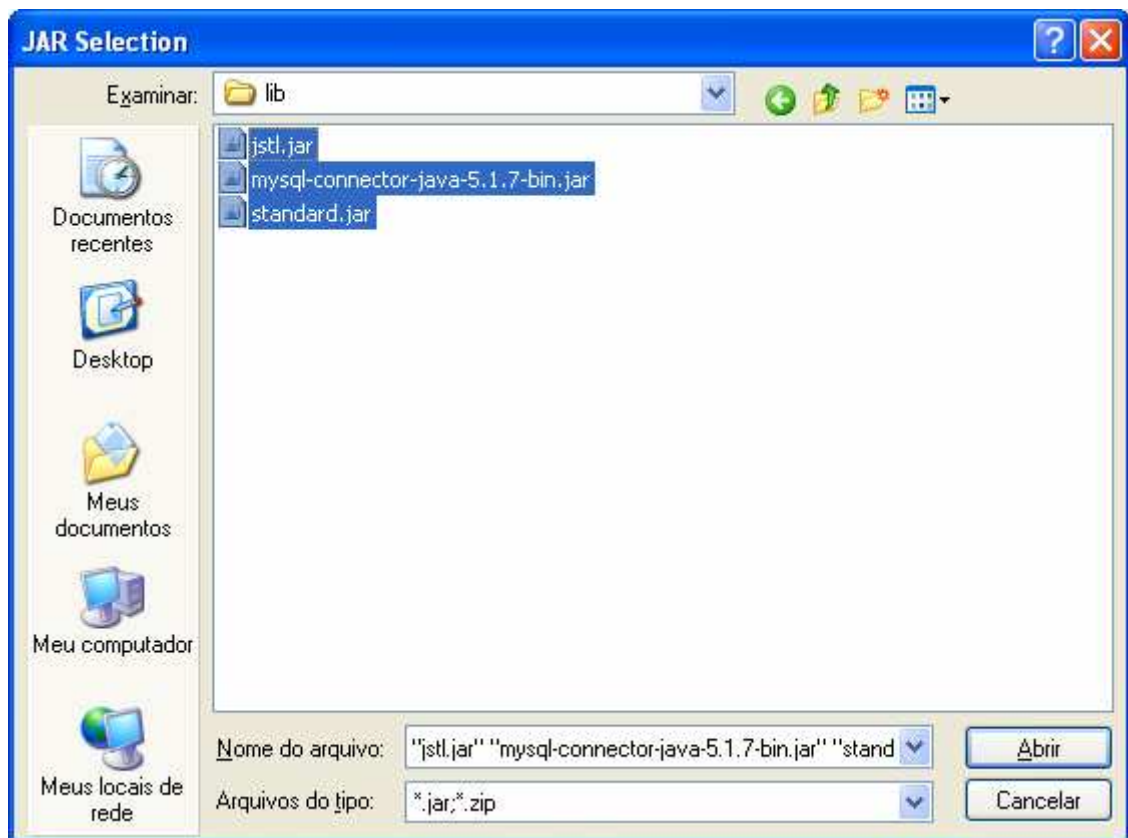 JAR Selection
Examinar:
lib
jstl.jar
mysql-connector-java-5.1.7-bin.jar
standard.jar
Documentos
recentes
Desktop
Meus
documentos
Meu computador
Meus locais de
rede
Nome do arquivo:
"jstl.jar" "mysql-connector-java-5.1.7-bin.jar" "stand
Abrir
Arquivos do tipo:
*.jar;*.zip
Cancelar